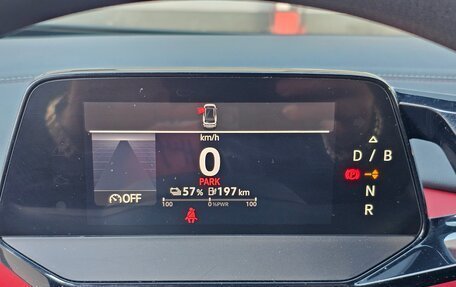 km/h
0
PARK
57 % 197 km
100 0 %PWR 100
OFF
D / B
P
N
R